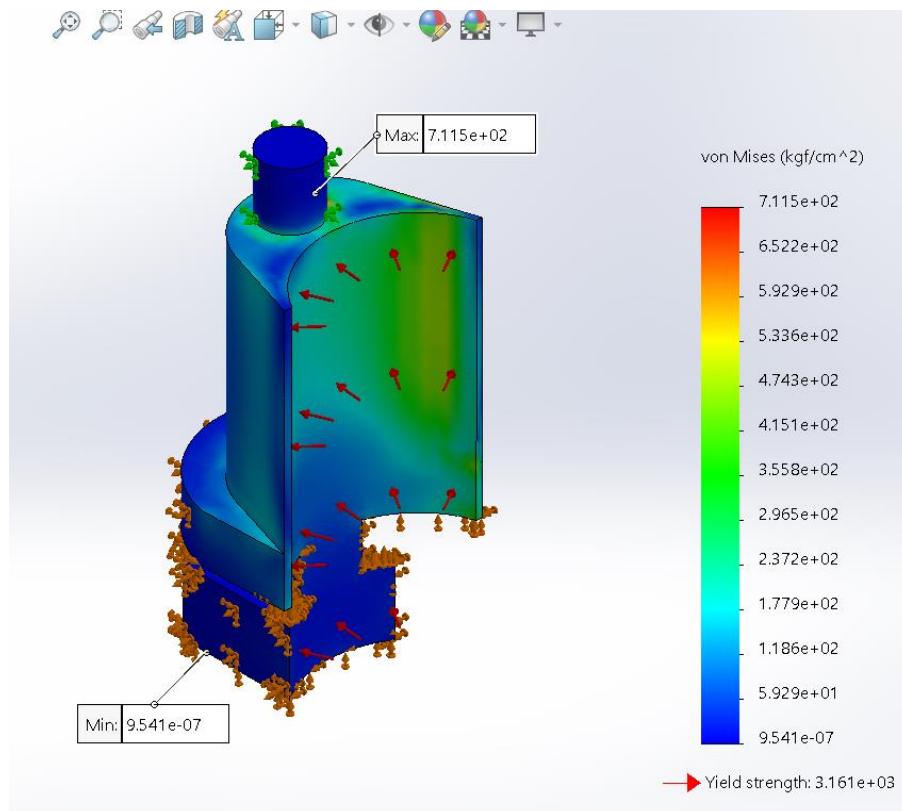 Max: 7.115e+02
von Mises (kgf/cm^2)
7.115e+02
6.522e+02
5.929e+02
5.336e+02
4.743e+02
4.151e+02
3.558e+02
2.965e+02
2.372e+02
1.779e+02
1.186e+02
5.929e+01
9.541e-07
Min: 9.541e-07
Yield strength: 3.161e+03